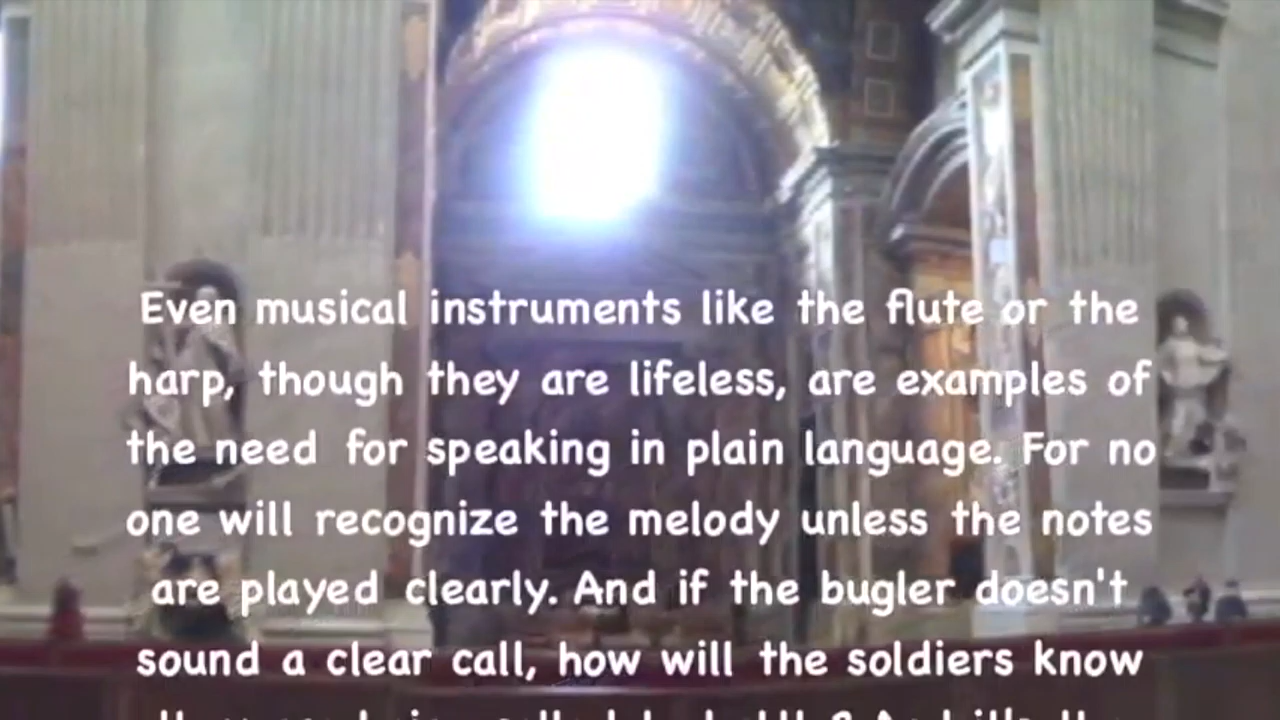 Even musical instruments like the flute or the
harp, though they are lifeless, are examples of
the need for speaking in plain language. For no
one will recognize the melody unless the notes
are played clearly. And if the bugler doesn't
sound a clear call, how will the soldiers know